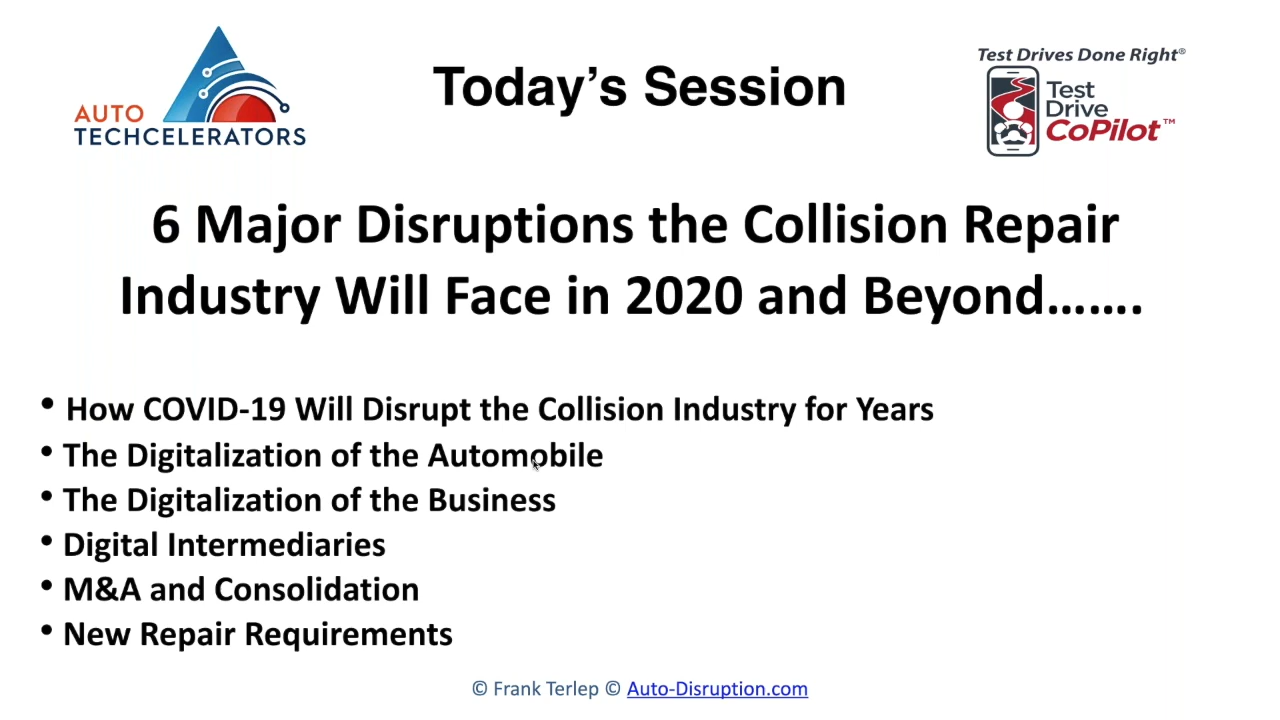 AUTO
TECHCELERATORS
Today’s Session
Test Drives Done Right®
Test
Drive
CoPilot™
6 Major Disruptions the Collision Repair
Industry Will Face in 2020 and Beyond…….
• How COVID-19 Will Disrupt the Collision Industry for Years
• The Digitalization of the Automobile
• The Digitalization of the Business
• Digital Intermediaries
• M&A and Consolidation
• New Repair Requirements
© Frank Terlep © Auto-Disruption.com